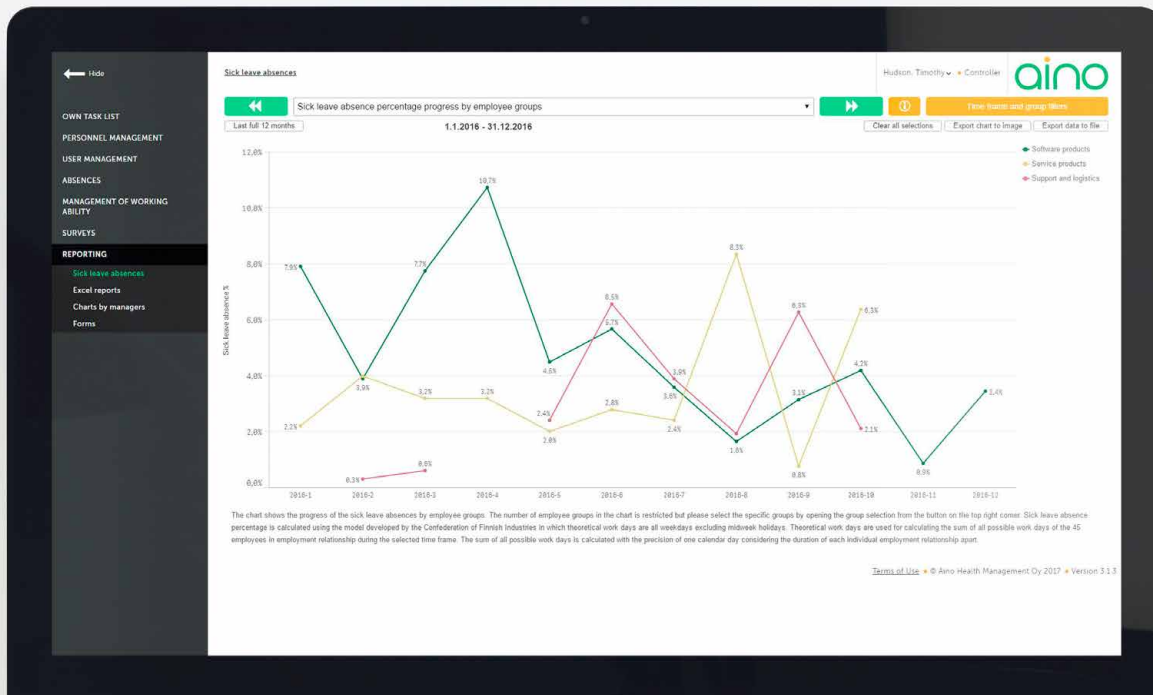 Hide
Sick leave absences
Hudson, Timothy
Controller
aino
OWN TASK LIST
PERSONNEL MANAGEMENT
USER MANAGEMENT
ABSENCES
MANAGEMENT OF WORKING
ABILITY
SURVEYS
REPORTING
Sick leave absences
Excel reports
Charts by managers
Forms
Sick leave absence percentage progress by employee groups
Time frame and group filters
Last full 12 months
1.1.2016 - 31.12.2016
Clear all selections
Export chart to image
Export data to file
Software products
Service products
Support and logistics
Sick leave absence %
12,0%
10,0%
8,0%
6,0%
4,0%
2,0%
0,0%
7.9%
3.9%
7.7%
10.7%
4.5%
5.7%
3.6%
1.6%
3.1%
4.2%
0.9%
3.4%
2.2%
3.2%
3.2%
2.0%
2.8%
2.4%
8.3%
0.8%
6.3%
0.3%
0.6%
2.4%
6.5%
3.9%
6.3%
2.1%
2016-1 2016-2 2016-3 2016-4 2016-5 2016-6 2016-7 2016-8 2016-9 2016-10 2016-11 2016-12
The chart shows the progress of the sick leave absences by employee groups. The number of employee groups in the chart is restricted but please select the specific groups by opening the group selection from the button on the top right corner. Sick leave absence
percentage is calculated using the model developed by the Confederation of Finnish Industries in which theoretical work days are all weekdays excluding midweek holidays. Theoretical work days are used for calculating the sum of all possible work days of the 45
employees in employment relationship during the selected time frame. The sum of all possible work days is calculated with the precision of one calendar day considering the duration of each individual employment relationship apart.
Terms of Use • © Aino Health Management Oy 2017 • Version 3.1.3